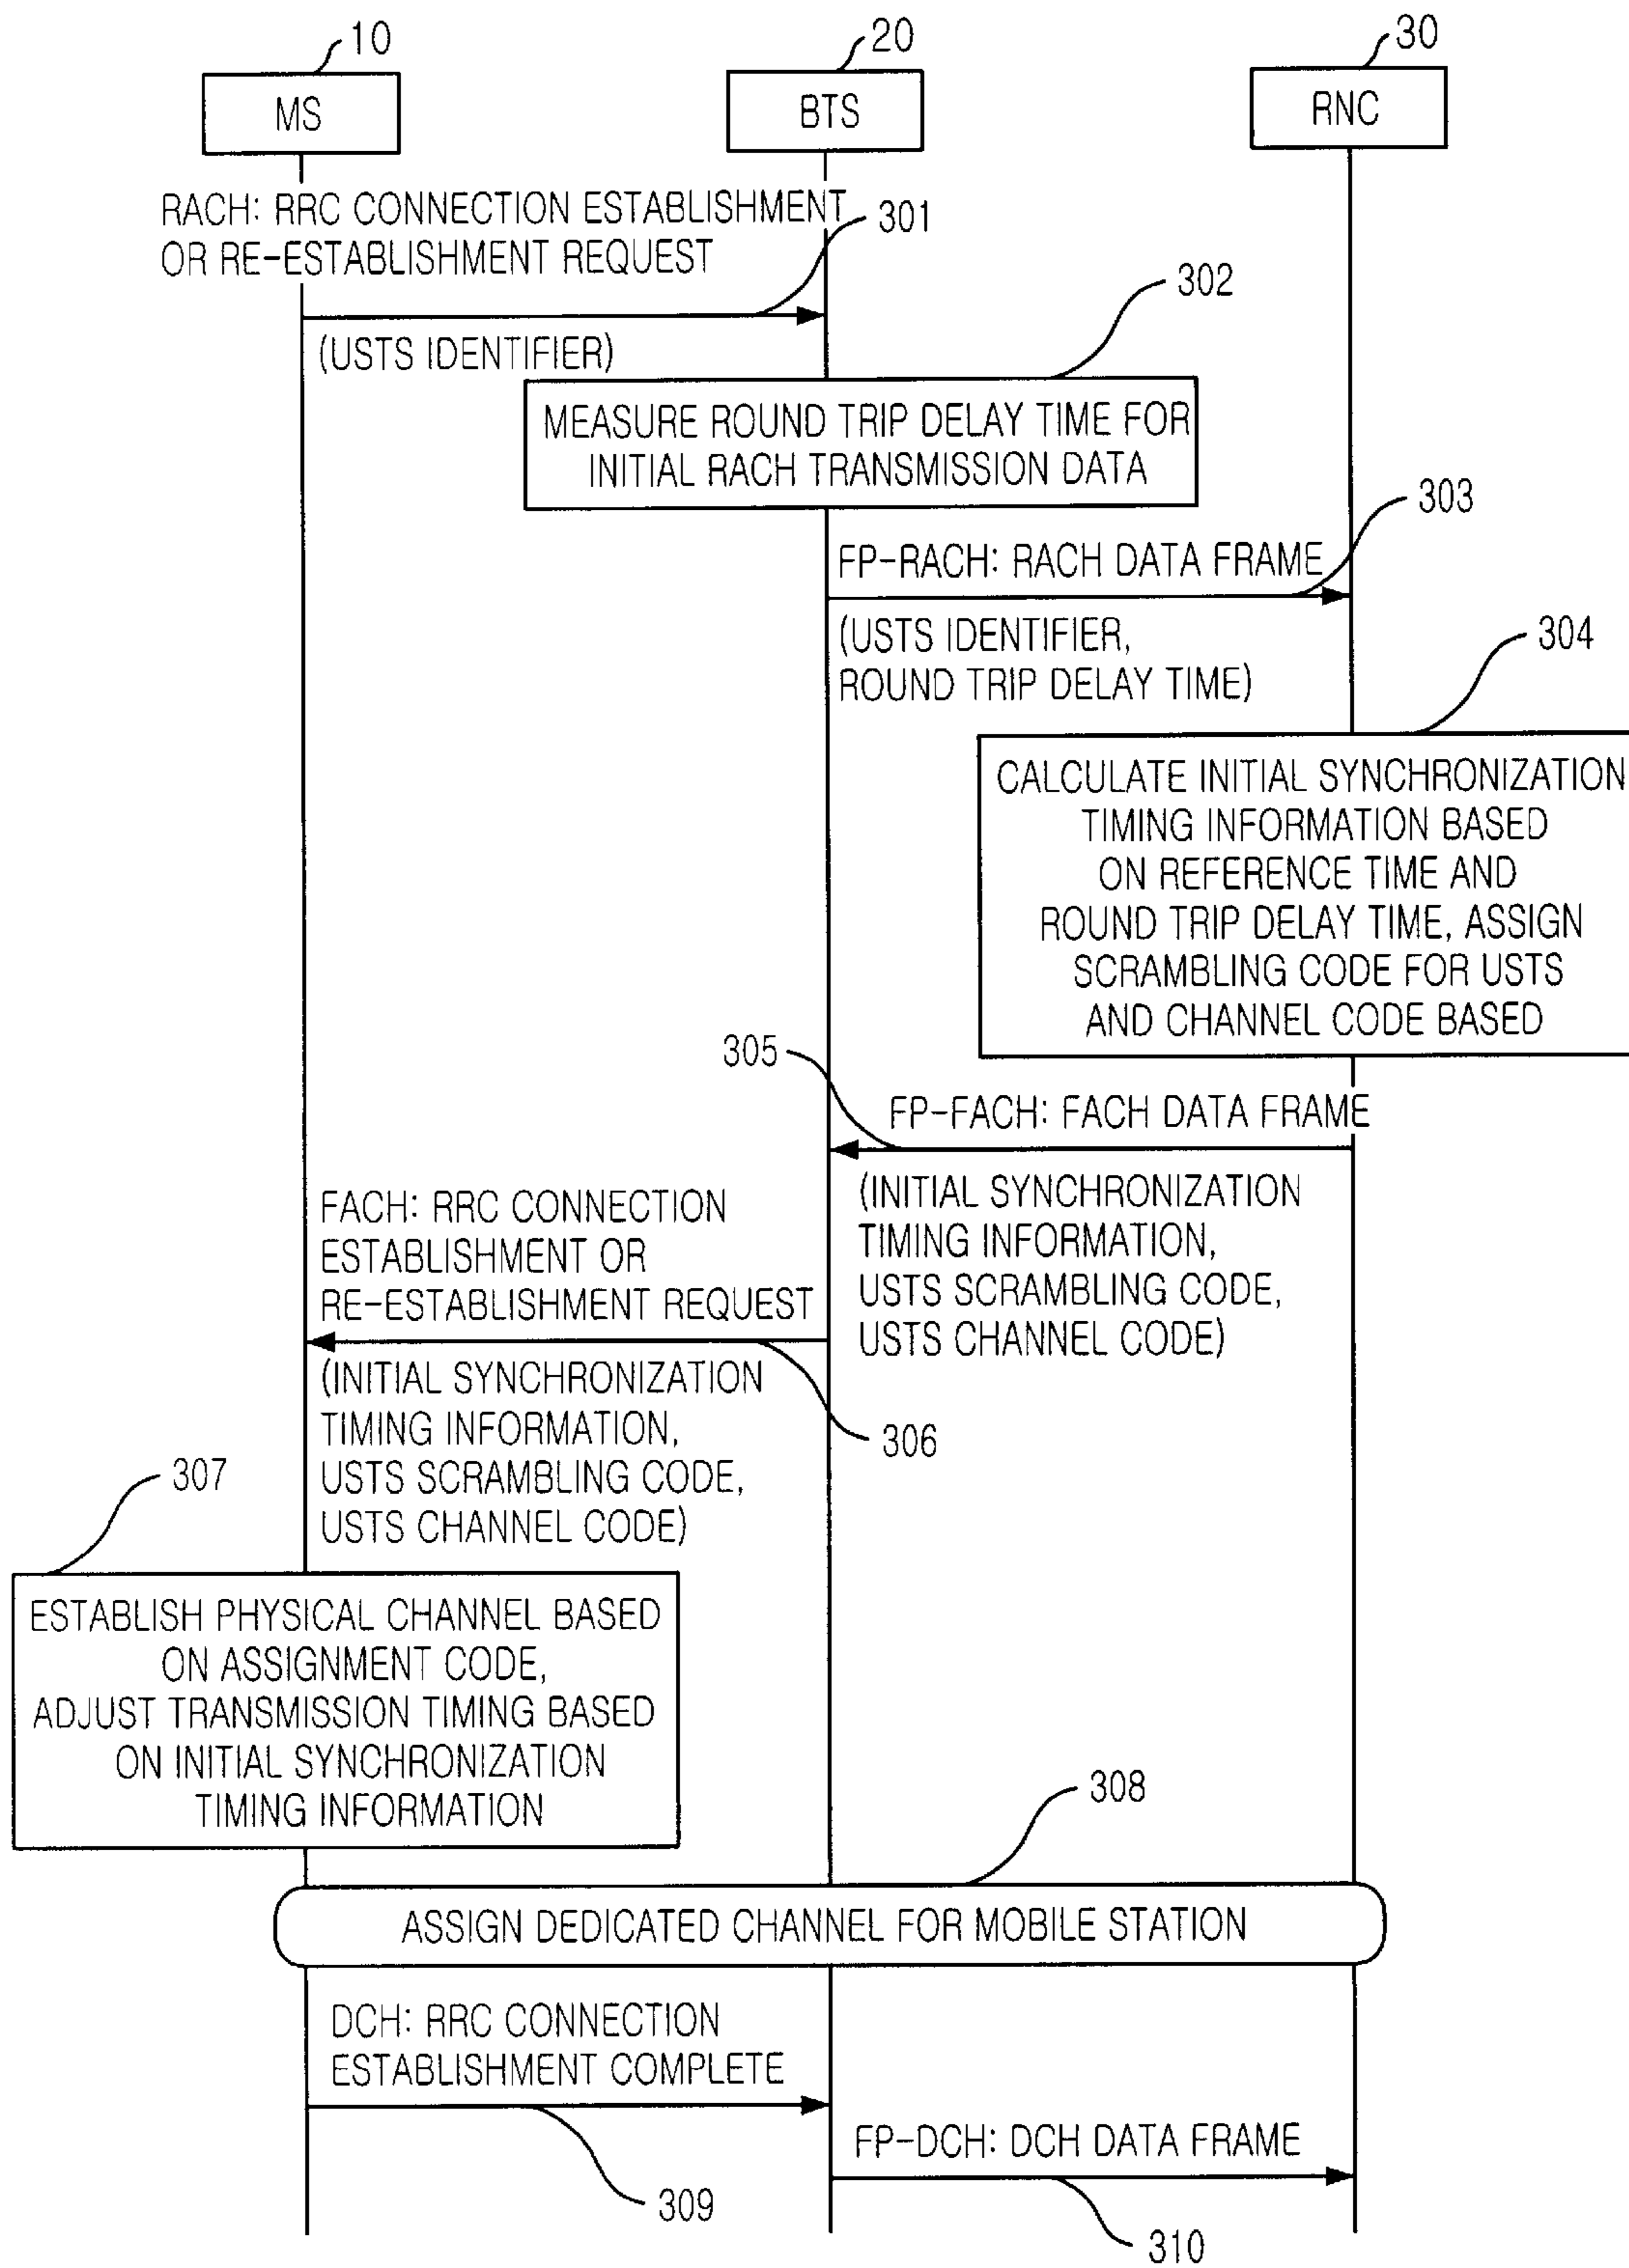 10
20
30
MS
BTS
RNC
RACH: RRC CONNECTION ESTABLISHMENT
OR RE-ESTABLISHMENT REQUEST
301
(USTS IDENTIFIER)
302
MEASURE ROUND TRIP DELAY TIME FOR
INITIAL RACH TRANSMISSION DATA
303
FP-RACH: RACH DATA FRAME
(USTS IDENTIFIER,
ROUND TRIP DELAY TIME)
304
CALCULATE INITIAL SYNCHRONIZATION
TIMING INFORMATION BASED
ON REFERENCE TIME AND
ROUND TRIP DELAY TIME, ASSIGN
SCRAMBLING CODE FOR USTS
AND CHANNEL CODE BASED
305
FP-FACH: FACH DATA FRAME
(INITIAL SYNCHRONIZATION
TIMING INFORMATION,
USTS SCRAMBLING CODE,
USTS CHANNEL CODE)
FACH: RRC CONNECTION
ESTABLISHMENT OR
RE-ESTABLISHMENT REQUEST
(INITIAL SYNCHRONIZATION
TIMING INFORMATION,
USTS SCRAMBLING CODE,
USTS CHANNEL CODE)
306
307
ESTABLISH PHYSICAL CHANNEL BASED
ON ASSIGNMENT CODE,
ADJUST TRANSMISSION TIMING BASED
ON INITIAL SYNCHRONIZATION
TIMING INFORMATION
308
ASSIGN DEDICATED CHANNEL FOR MOBILE STATION
DCH: RRC CONNECTION
ESTABLISHMENT COMPLETE
309
FP-DCH: DCH DATA FRAME
310